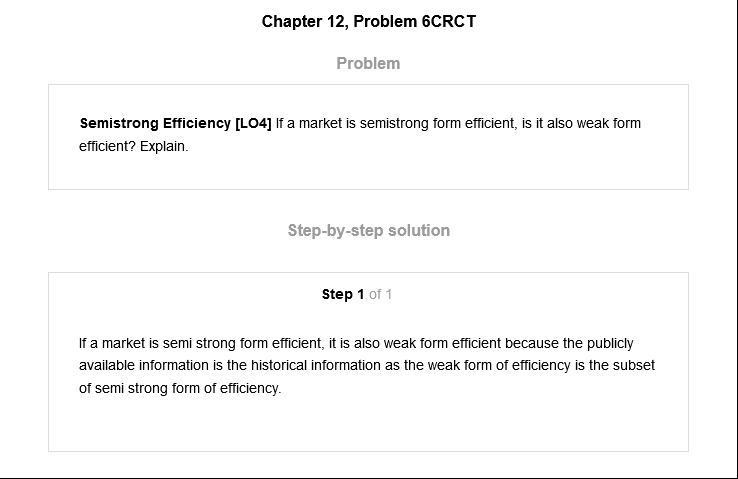 Chapter 12, Problem 6CRCT
Problem
Semistrong Efficiency [LO4] If a market is semistrong form efficient, is it also weak form
efficient? Explain.
Step-by-step solution
Step 1 of 1
If a market is semi strong form efficient, it is also weak form efficient because the publicly
available information is the historical information as the weak form of efficiency is the subset
of semi strong form of efficiency.